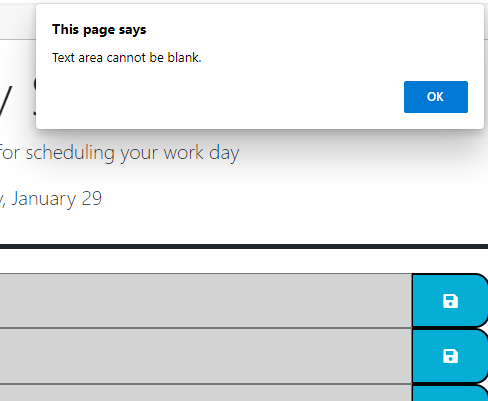 This page says
Text area cannot be blank.
OK
for scheduling your work day
, January 29